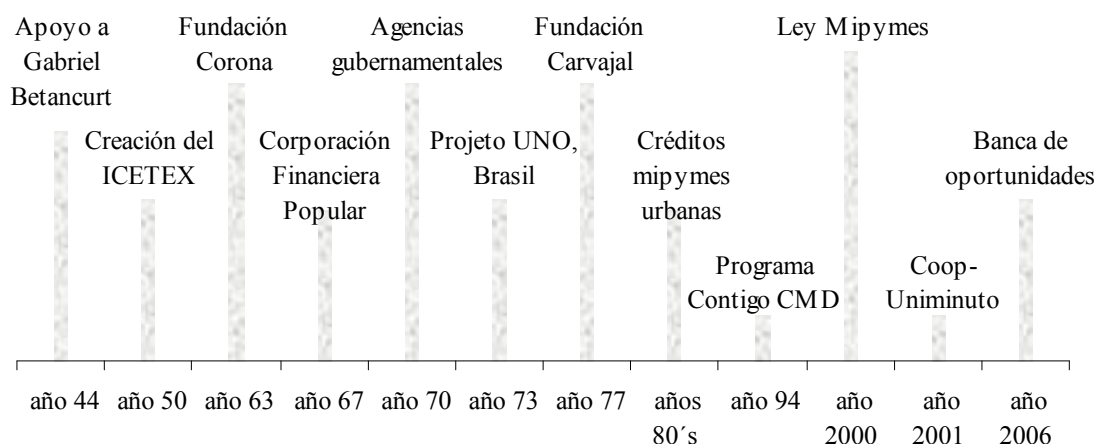 Apoyo a
Gabriel
Betancurt
Creación del
ICETEX
Fundación
Corona
Corporación
Financiera
Popular
Agencias
gubernamentales
Projeto UNO,
Brasil
Fundación
Carvajal
Créditos
mipymes
urbanas
Programa
Contigo CMD
Ley Mipymes
Coop-
Uniminuto
Banca de
oportunidades
año 44
año 50
año 63
año 67
año 70
año 73
año 77
años
80´s
año 94
año
2000
año
2001
año
2006